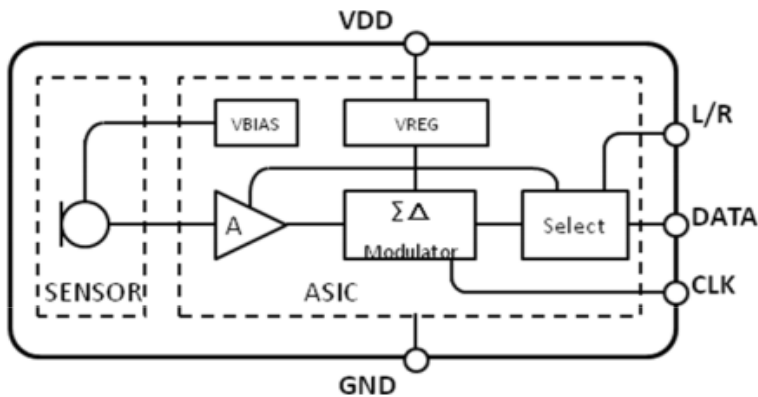 VDD
L/R
VBIAS
VREG
A
ΣΔ
Modulator
Select
DATA
SENSOR
ASIC
CLK
GND